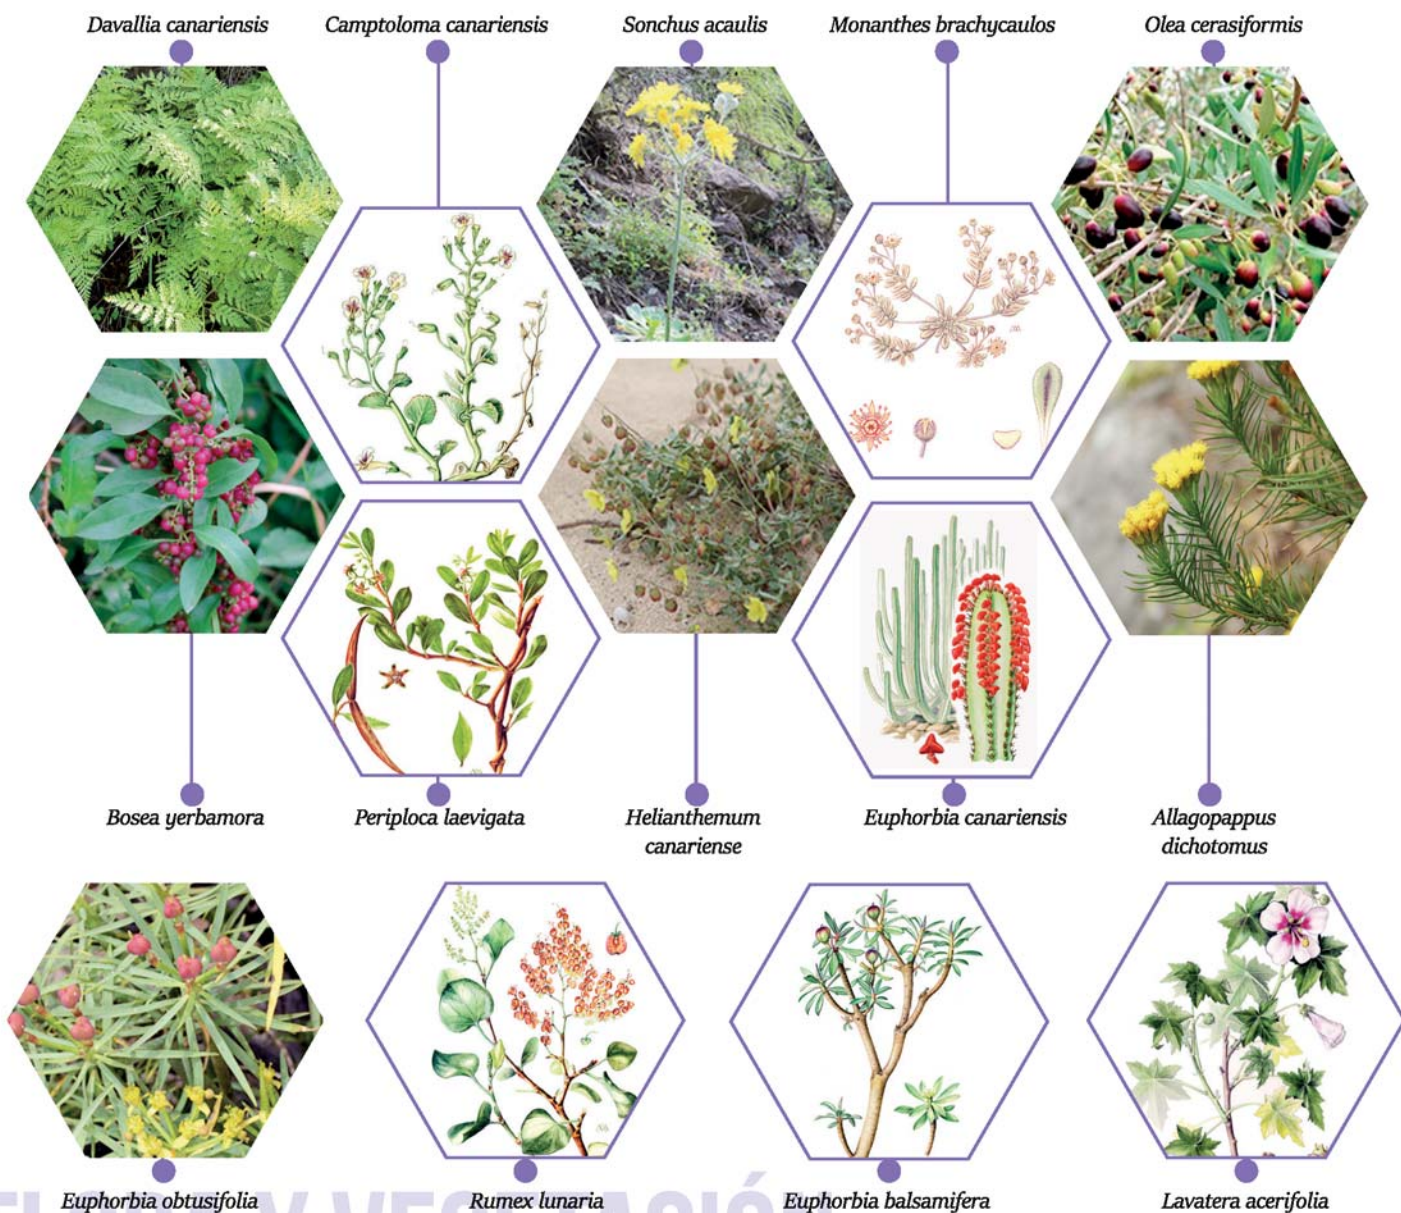 Davallia canariensis
Camptoloma canariensis
Sonchus acaulis
Monanthes brachycaulos
Olea cerasiformis
Bosea yerbamora
Periploca laevigata
Helianthemum
canariense
Euphorbia canariensis
Allagopappus
dichotomus
Euphorbia obtusifolia
Rumex lunaria
Euphorbia balsamifera
Lavatera acerifolia